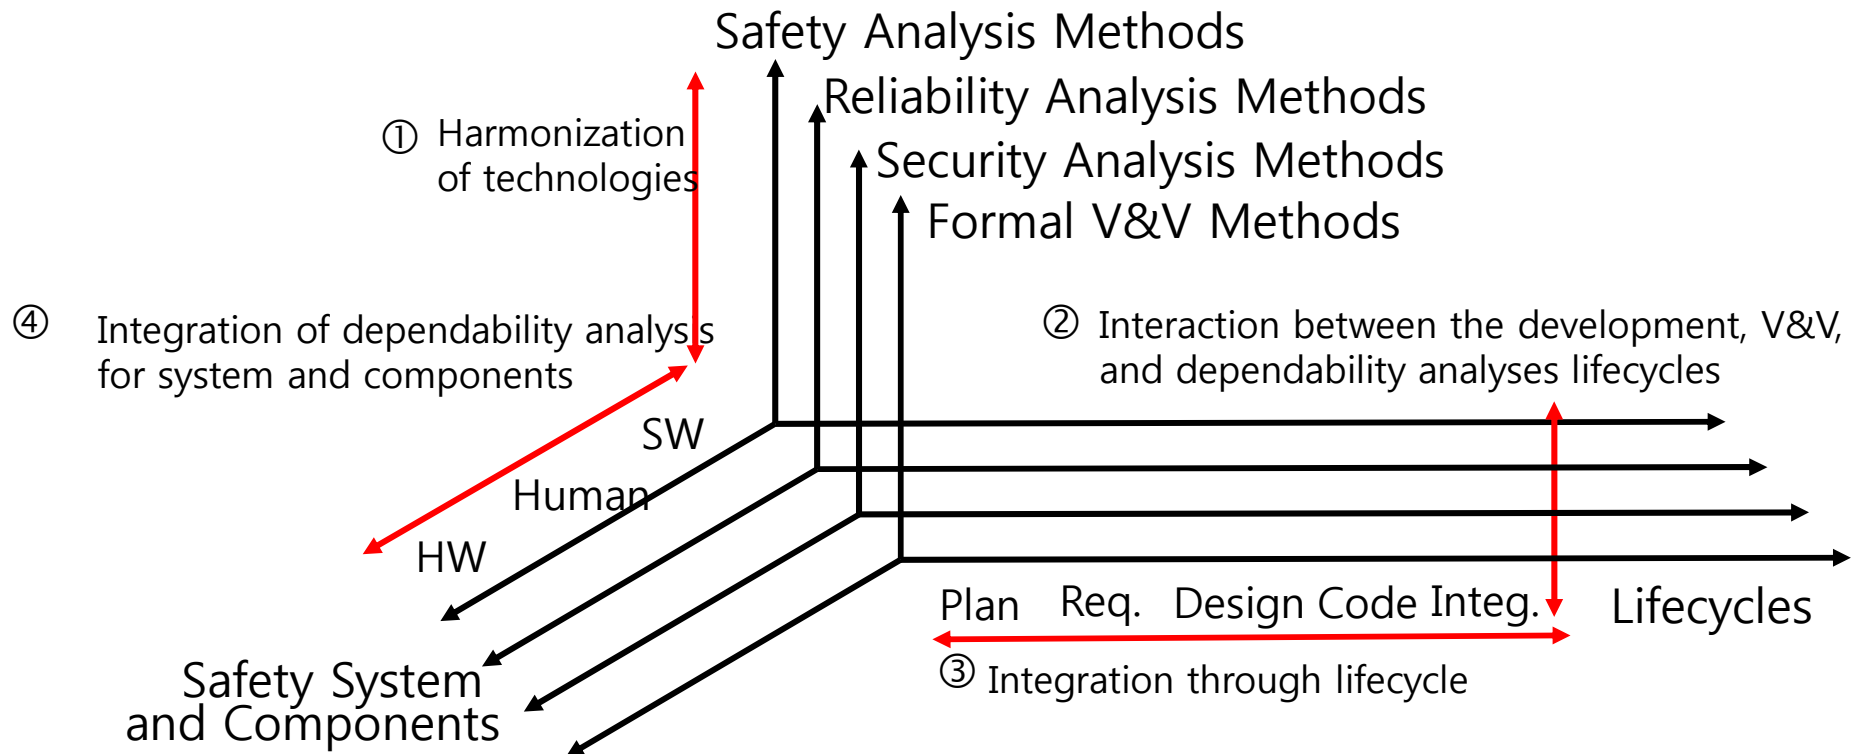 Safety Analysis Methods
Reliability Analysis Methods
① Harmonization
of technologies
Security Analysis Methods
Formal V&V Methods
④ Integration of dependability analysis
for system and components
② Interaction between the development, V&V,
and dependability analyses lifecycles
SW
Human
HW
Plan Req. Design Code Integ. Lifecycles
③ Integration through lifecycle
Safety System
and Components